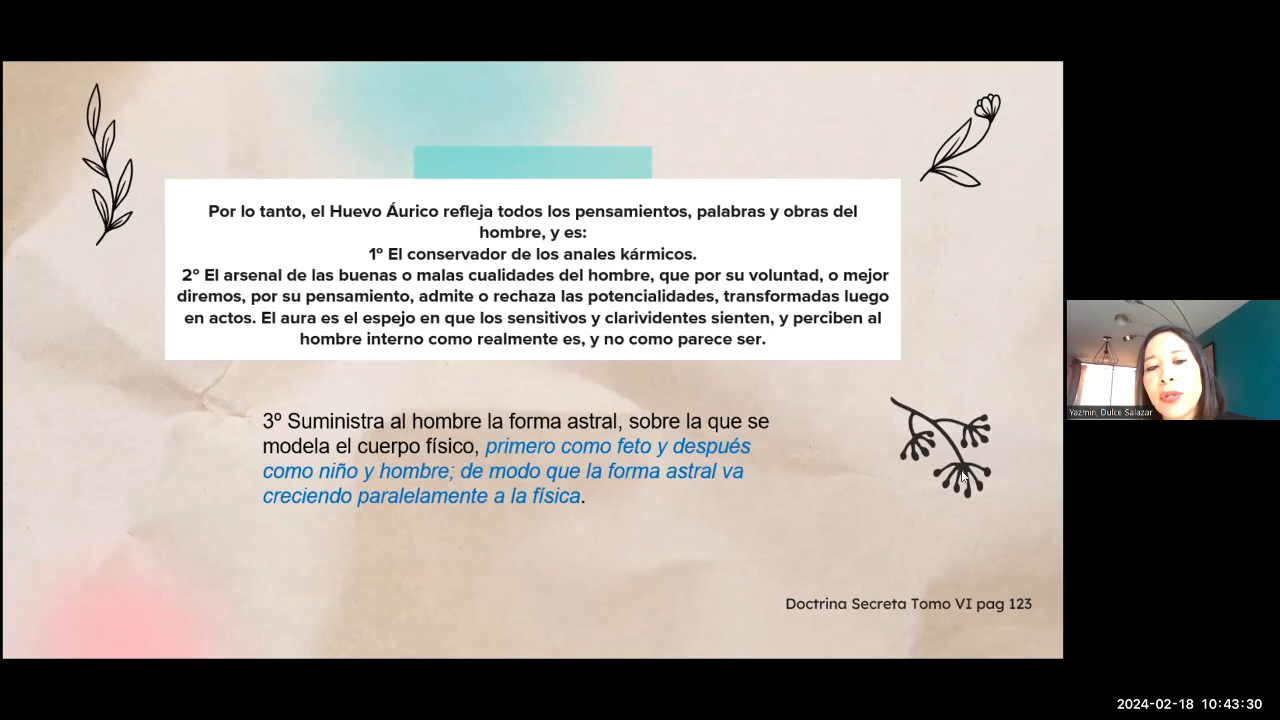 Por lo tanto, el Huevo Áurico refleja todos los pensamientos, palabras y obras del
hombre, y es:
1º El conservador de los anales kármicos.
2º El arsenal de las buenas o malas cualidades del hombre, que por su voluntad, o mejor
diremos, por su pensamiento, admite o rechaza las potencialidades, transformadas luego
en actos. El aura es el espejo en que los sensitivos y clarividentes sienten, y perciben al
hombre interno como realmente es, y no como parece ser.
3º Suministra al hombre la forma astral, sobre la que se
modela el cuerpo físico, primero como feto y después
como niño y hombre; de modo que la forma astral va
creciendo paralelamente a la física.
Doctrina Secreta Tomo VI pag 123
Yazmin, Dulce Salazar
2024-02-18 10:43:30